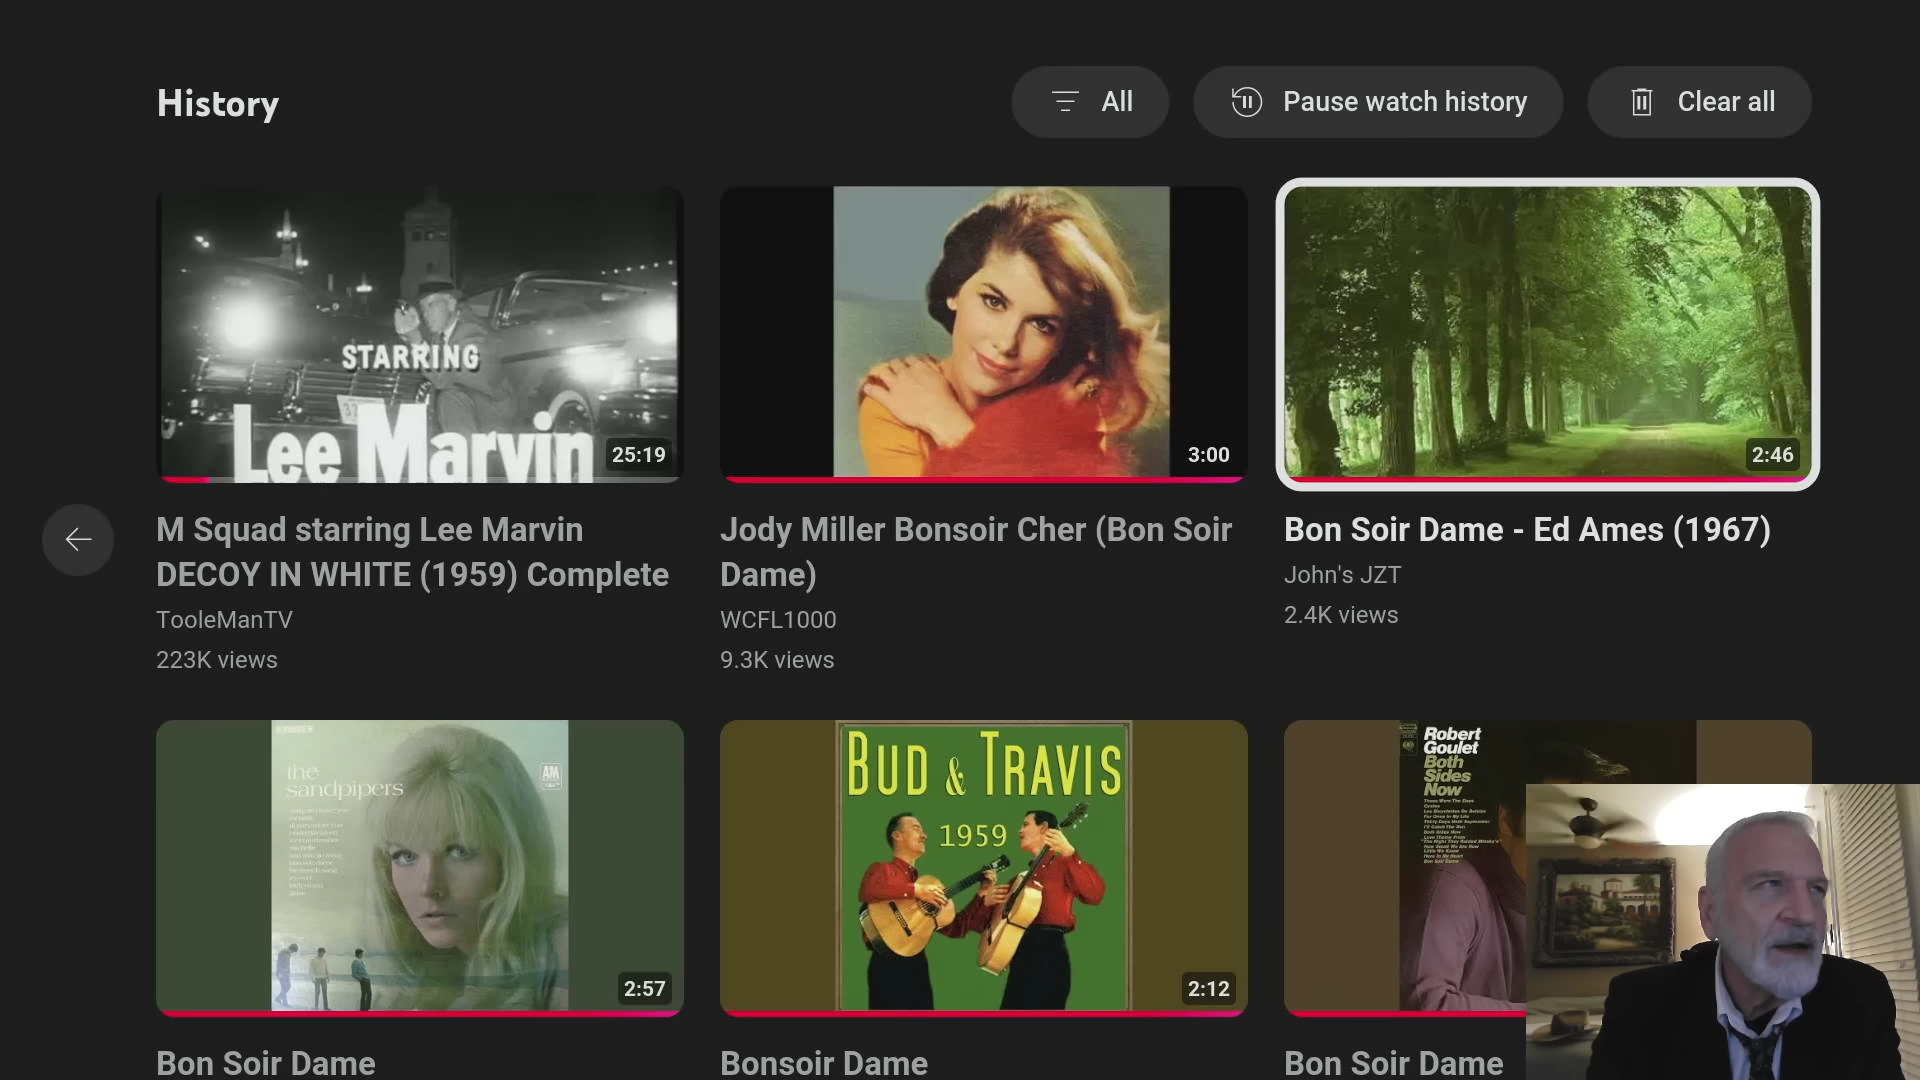 History
All
Pause watch history
Clear all
STARRING
Lee Marvin
25:19
3:00
2:46
M Squad starring Lee Marvin
DECOY IN WHITE (1959) Complete
TooleManTV
223K views
Jody Miller Bonsoir Cher (Bon Soir
Dame)
WCFL1000
9.3K views
Bon Soir Dame - Ed Ames (1967)
John's JZT
2.4K views
the
sandpipers
AM
2:57
BUD & TRAVIS
1959
2:12
Robert
Goulet
Both
Sides
Now
Bon Soir Dame
Bonsoir Dame
Bon Soir Dame